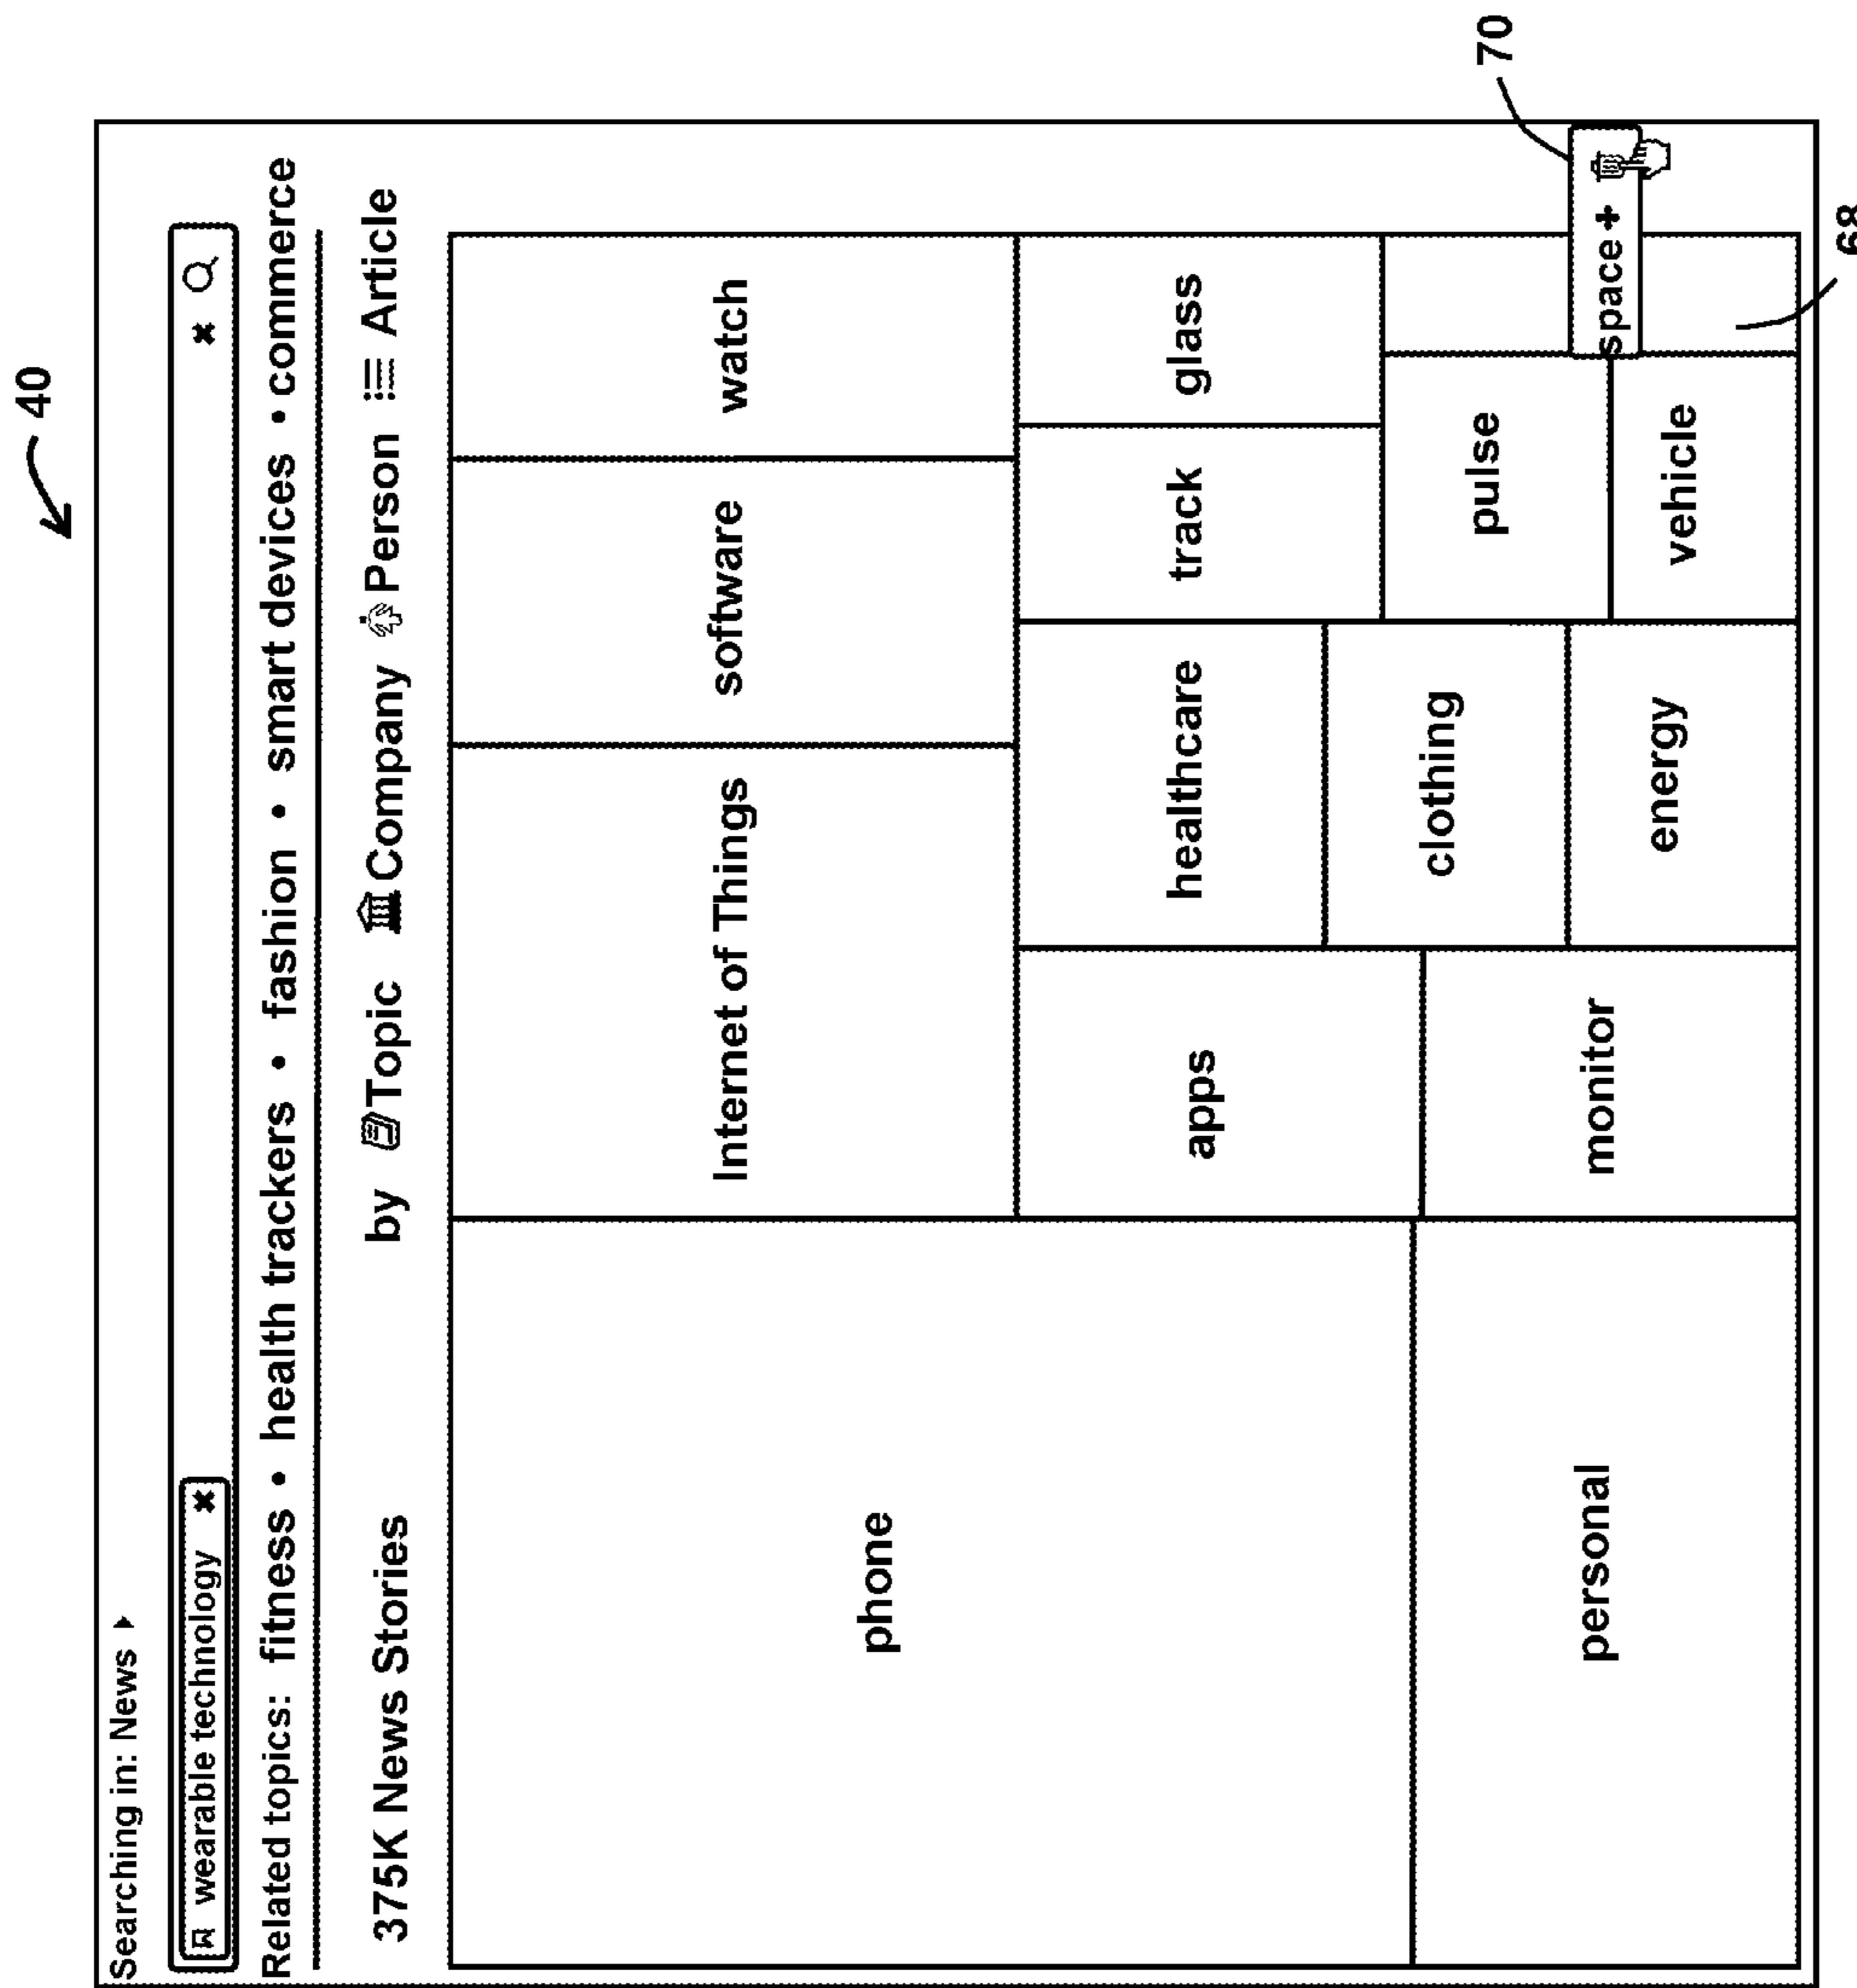 40
Searching in: News
wearable technology ✖
Related topics: fitness • health trackers • fashion • smart devices • commerce
375K News Stories by Topic Company Person Article
phone
Internet of Things
software
watch
apps
healthcare
track
glass
clothing
pulse
personal
monitor
energy
vehicle
space +
70
68